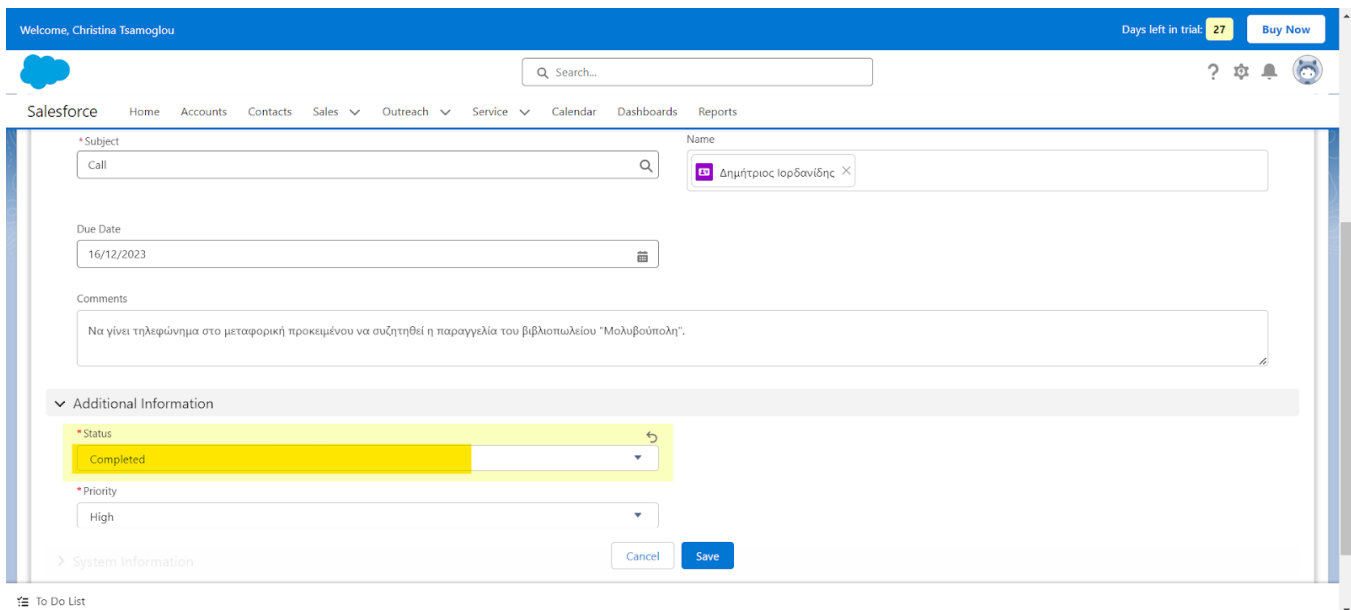 Welcome, Christina Tsamoglou
Days left in trial: 27 Buy Now
Search...
Salesforce Home Accounts Contacts Sales Outreach Service Calendar Dashboards Reports
* Subject
Call
Name
Δημήτριος Ιορδανίδης
Due Date
16/12/2023
Comments
Να γίνει τηλεφώνημα στο μεταφορική προκειμένου να συζητηθεί η παραγγελία του βιβλιοπωλείου "Μολυβούπολη".
Additional Information
* Status
Completed
* Priority
High
System Information
Cancel Save
To Do List